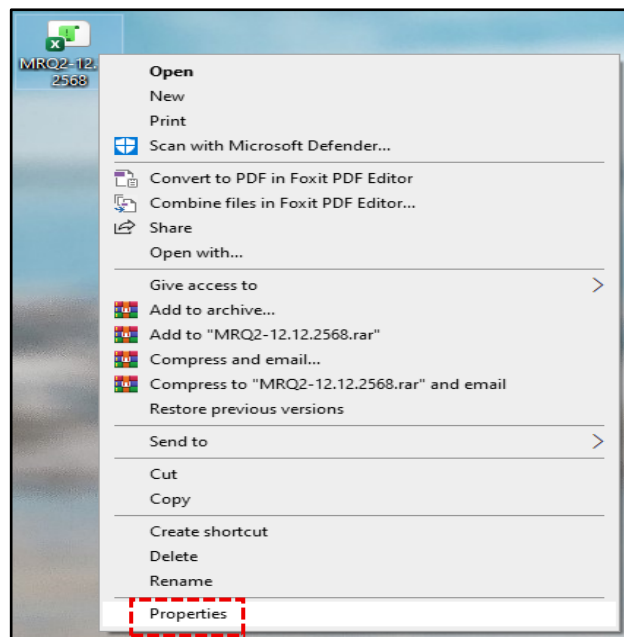 MRQ2-12.
2568
Open
New
Print
Scan with Microsoft Defender...
Convert to PDF in Foxit PDF Editor
Combine files in Foxit PDF Editor...
Share
Open with...
Give access to
Add to archive...
Add to "MRQ2-12.12.2568.rar"
Compress and email...
Compress to "MRQ2-12.12.2568.rar" and email
Restore previous versions
Send to
Cut
Copy
Create shortcut
Delete
Rename
Properties